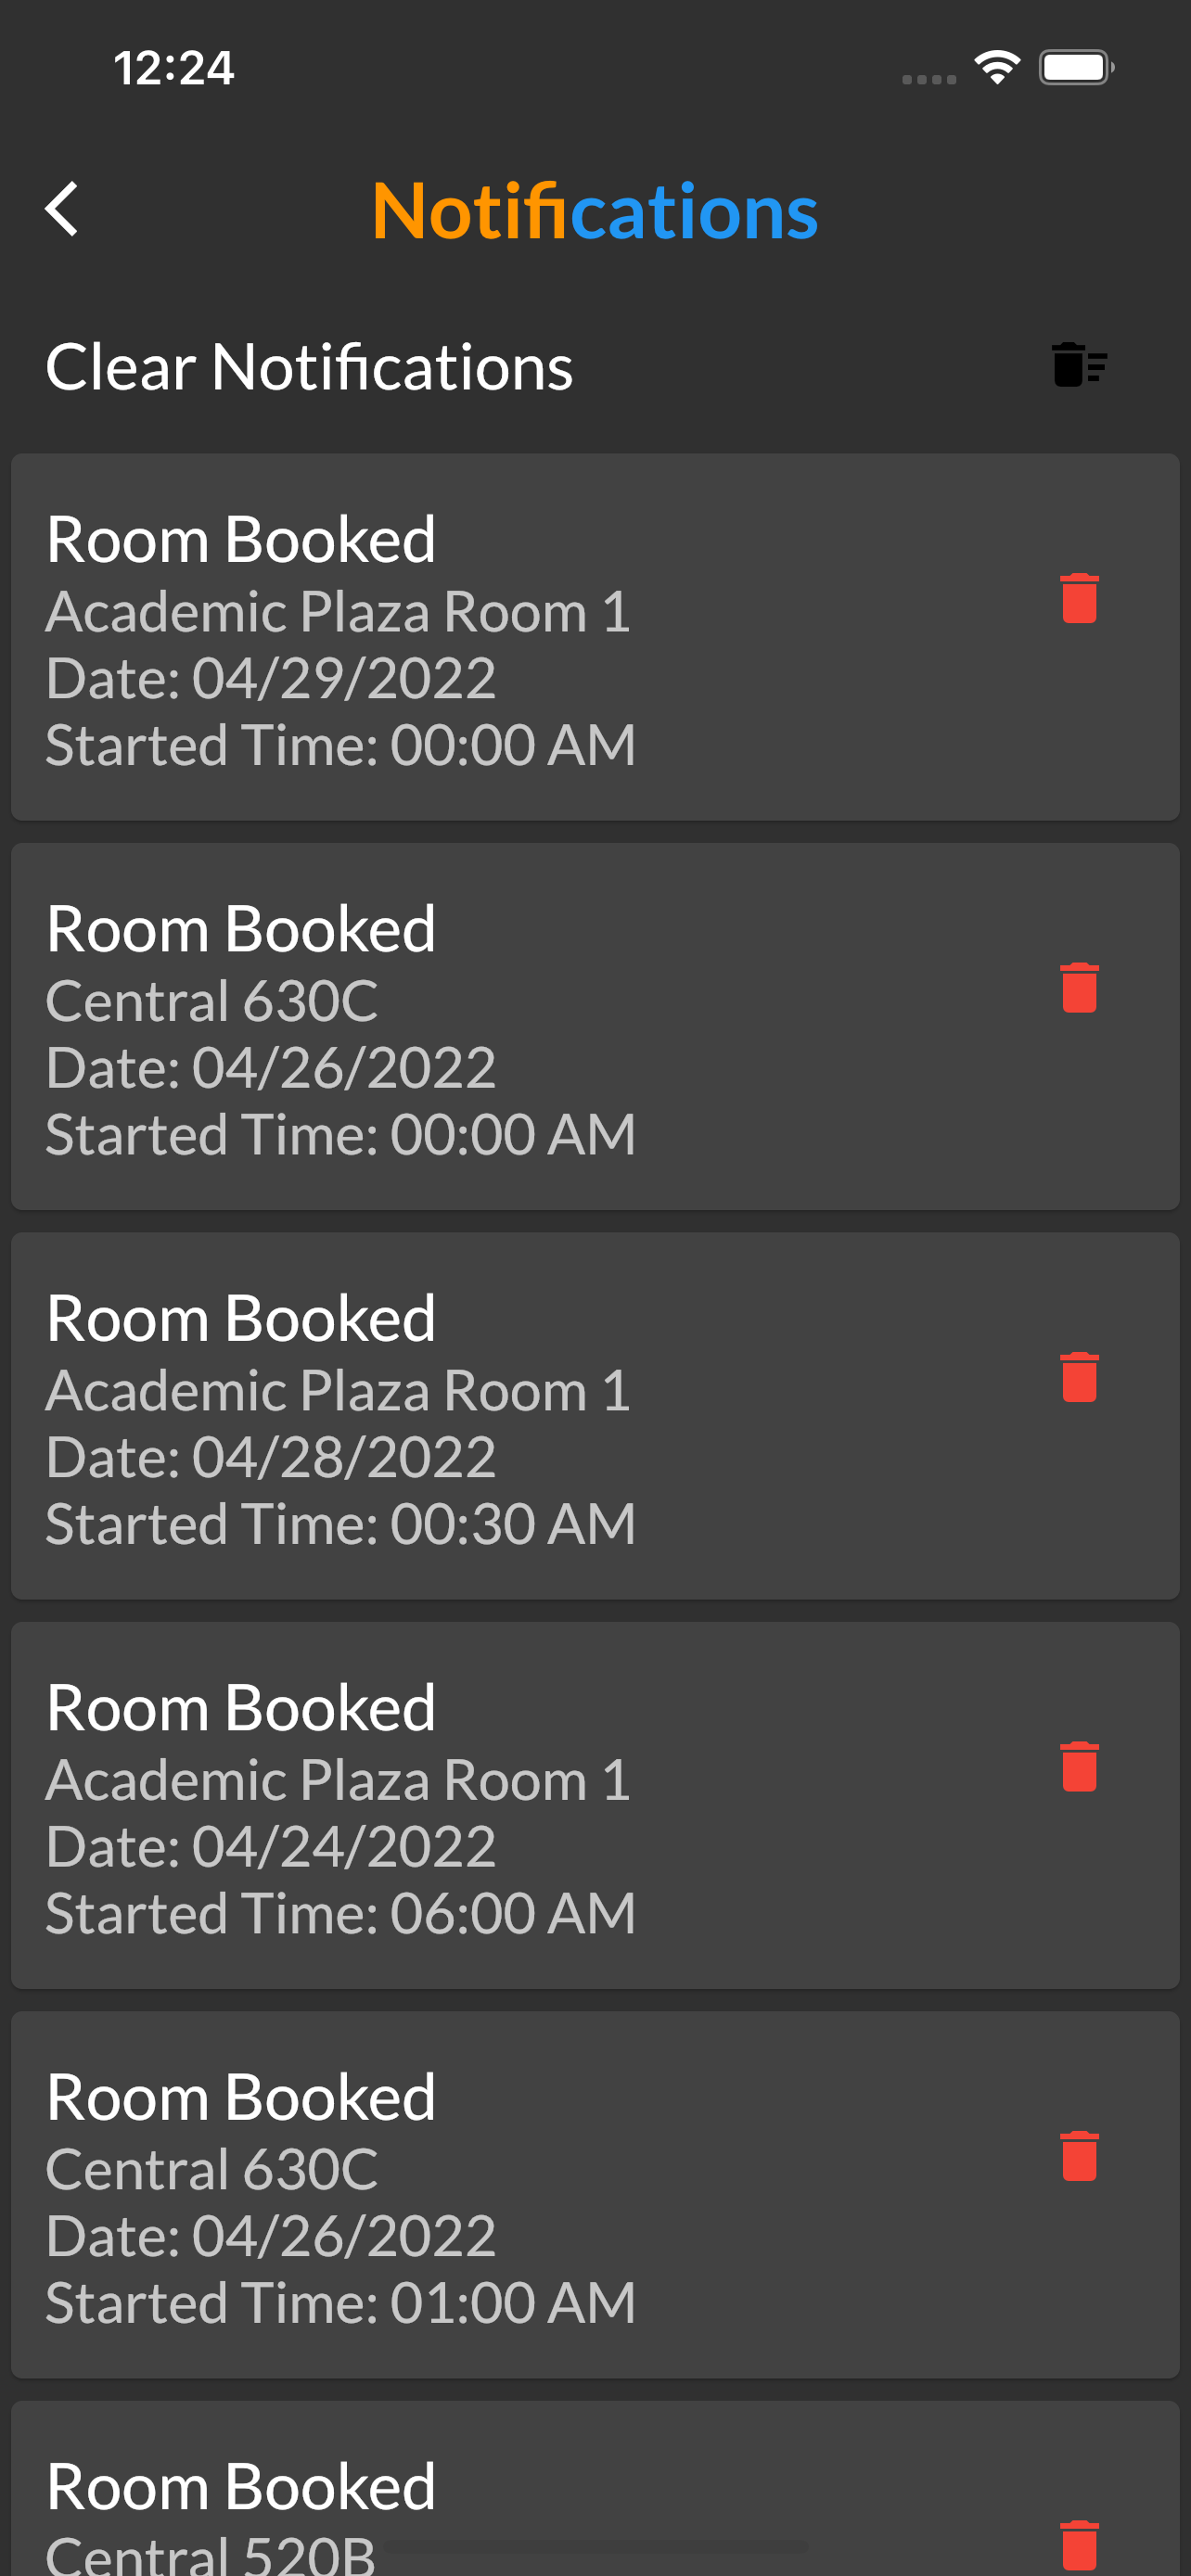 12:24
Notifications
Clear Notifications
Room Booked
Academic Plaza Room 1
Date: 04/29/2022
Started Time: 00:00 AM
Room Booked
Central 630C
Date: 04/26/2022
Started Time: 00:00 AM
Room Booked
Academic Plaza Room 1
Date: 04/28/2022
Started Time: 00:30 AM
Room Booked
Academic Plaza Room 1
Date: 04/24/2022
Started Time: 06:00 AM
Room Booked
Central 630C
Date: 04/26/2022
Started Time: 01:00 AM
Room Booked
Central 520B